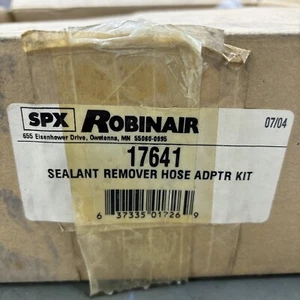 SPX ROBINAIR 07/04
655 Eisenhower Drive, Owatonna, MN 55060-0995
17641
SEALANT REMOVER HOSE ADPTR KIT
6 37335 01726 9